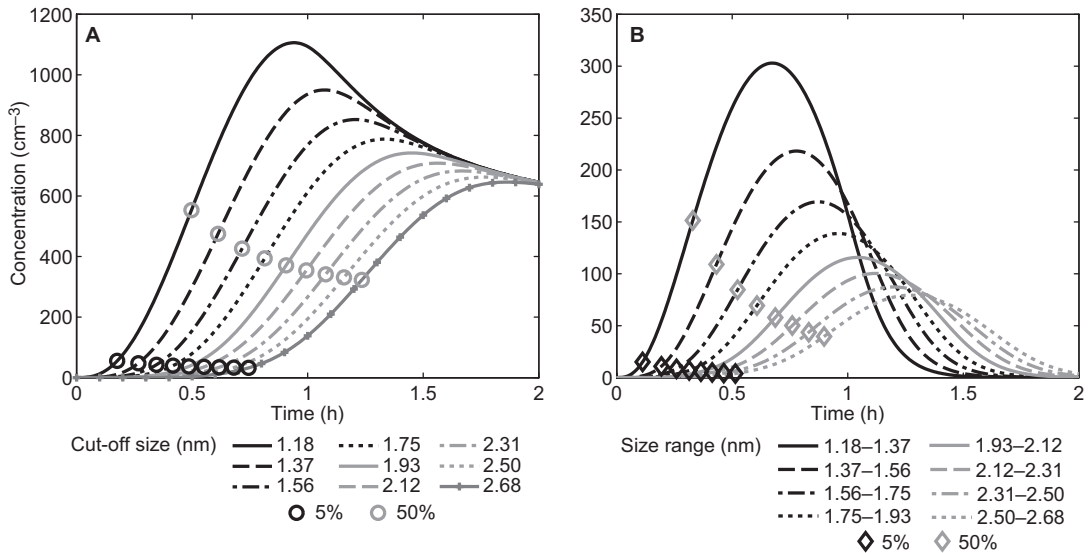 A
1200
1000
800
600
400
200
0
Concentration (cm–3)
0 0.5 1 1.5 2
Time (h)
Cut-off size (nm) 1.18 1.75 2.31
1.37 1.93 2.50
1.56 2.12 2.68
5% 50%
B
350
300
250
200
150
100
50
0
0 0.5 1 1.5 2
Time (h)
Size range (nm) 1.18–1.37 1.93–2.12
1.37–1.56 2.12–2.31
1.56–1.75 2.31–2.50
1.75–1.93 2.50–2.68
5% 50%